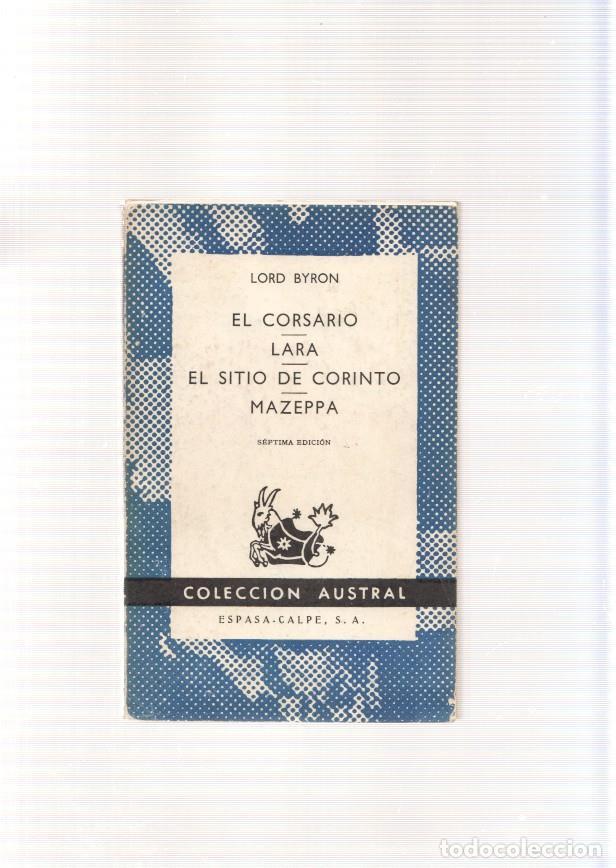 LORD BYRON
EL CORSARIO
LARA
EL SITIO DE CORINTO
MAZEPPA
SÉPTIMA EDICIÓN
COLECCION AUSTRAL
ESPASA-CALPE, S. A.
todocoleccion